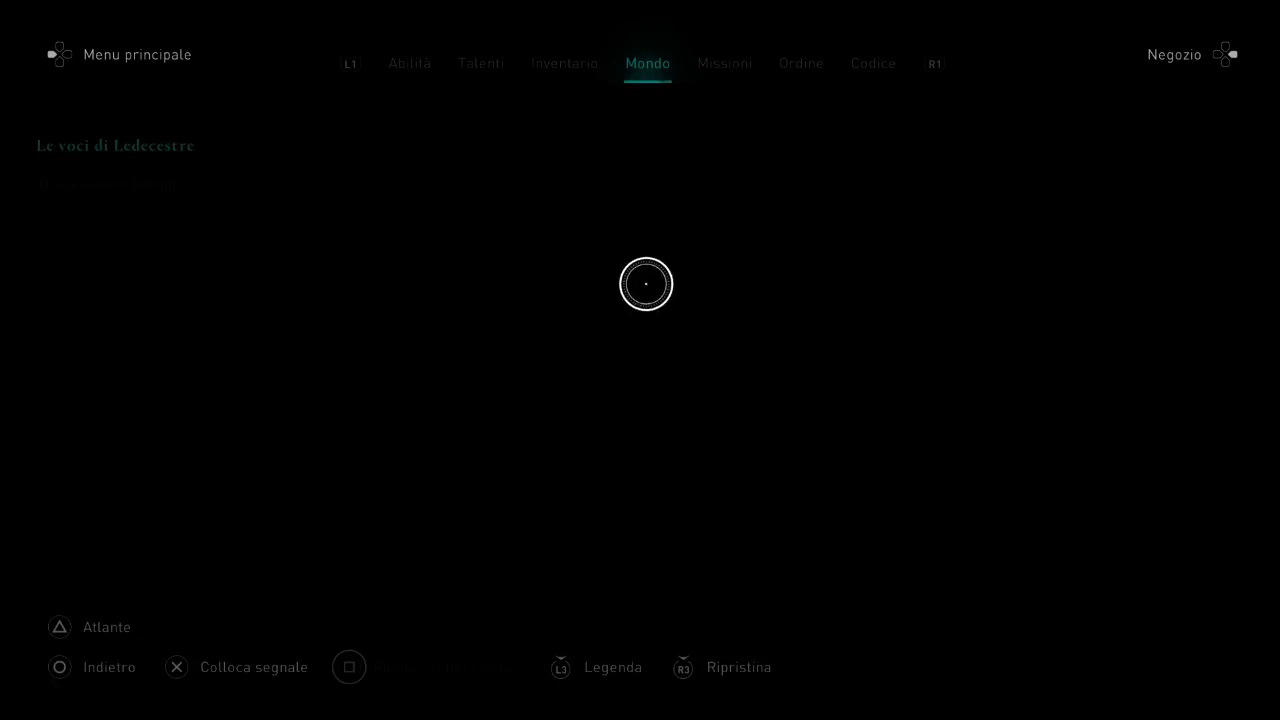 Menu principale
L1 Abilità Talenti Inventario Mondo Missioni Ordine Codice R1
Negozio
Le voci di Ledecestre
Atlante
Indietro Colloca segnale L3 Legenda R3 Ripristina